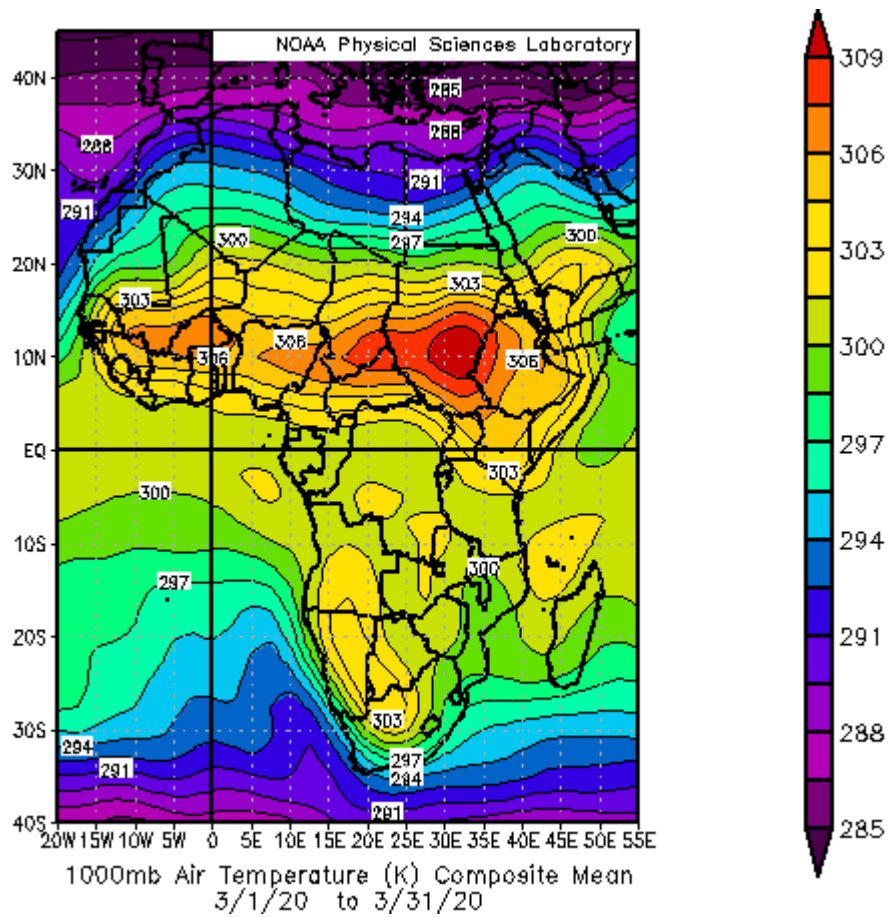 NOAA Physical Sciences Laboratory
40N
30N
20N
10N
EQ
10S
20S
30S
40S
20W 15W 10W 5W 0 5E 10E 15E 20E 25E 30E 35E 40E 45E 50E 55E
285
288
288
291
291
294
297
300
300
303
303
306
306
306
303
300
300
297
303
294
297
294
291
291
309
306
303
300
297
294
291
288
285
1000mb Air Temperature (K) Composite Mean
3/1/20 to 3/31/20